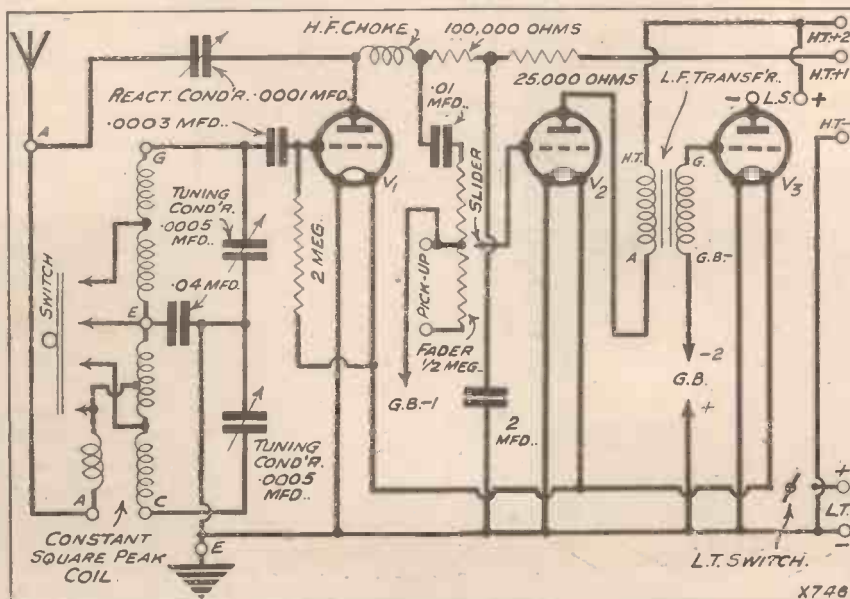 H.F. CHOKE
100,000 OHMS
H.T.+2
H.T.+1
25,000 OHMS
L.F. TRANSF'R.
- L.S. +
REACT. COND'R. .0001 MFD.
.01
MFD..
H.T.-
A
.0003 MFD..
G
V1
V2
V3
H.T.
G.
TUNING
COND'R.
.0005
MFD..
2 MEG.
SLIDER
PICK-UP
A
G.B.-
SWITCH
.04 MFD.
E
FADER
1/2 MEG.
G.B.-1
-2
G.B.
+
2
MFD..
TUNING
COND'R.
.0005
MFD..
A
C
+
L.T.
-
CONSTANT
SQUARE PEAK
COIL.
E
L.T. SWITCH.
X746